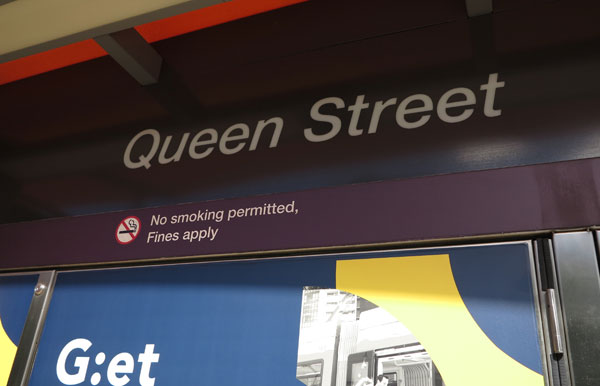 Queen Street
No smoking permitted,
Fines apply
G:et